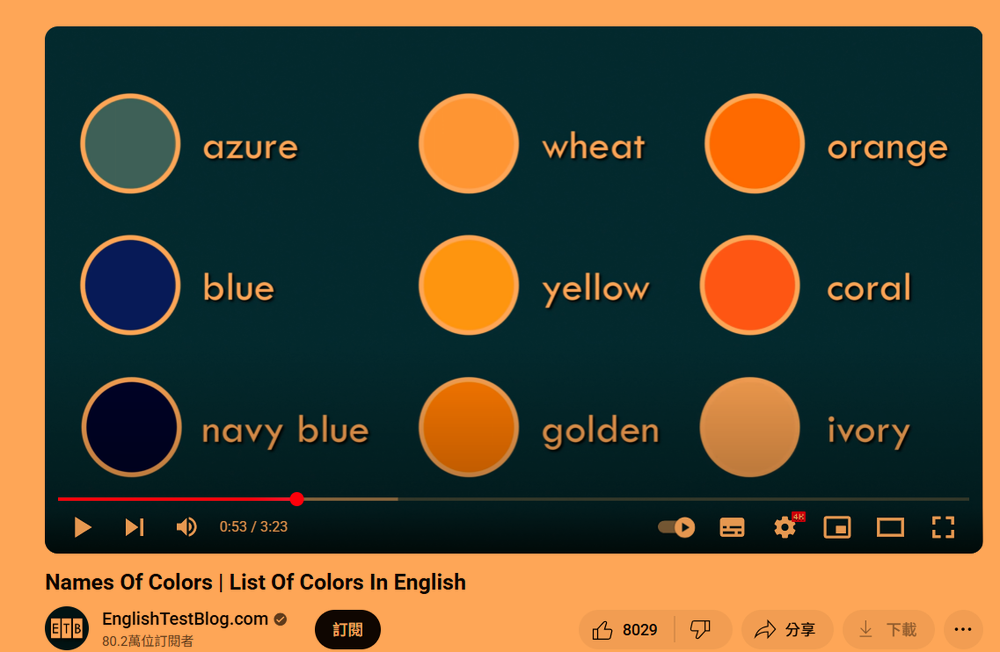 azure wheat orange
blue yellow coral
navy blue golden ivory
0:53 / 3:23
4K
Names Of Colors | List Of Colors In English
ETB
EnglishTestBlog.com
80.2萬位訂閱者
訂閱
8029
分享
下載